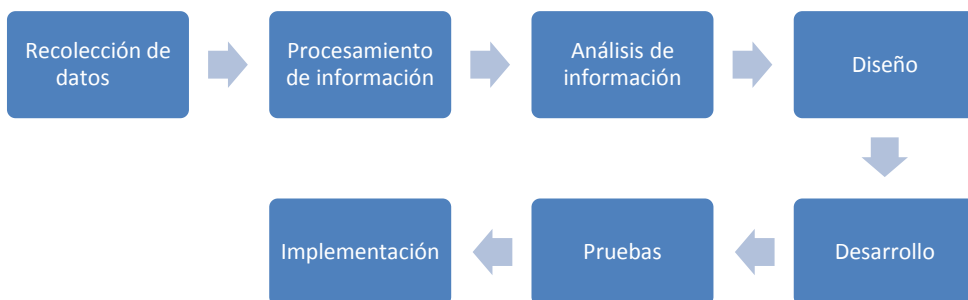 Recolección de
datos
Procesamiento
de información
Análisis de
información
Diseño
Desarrollo
Pruebas
Implementación